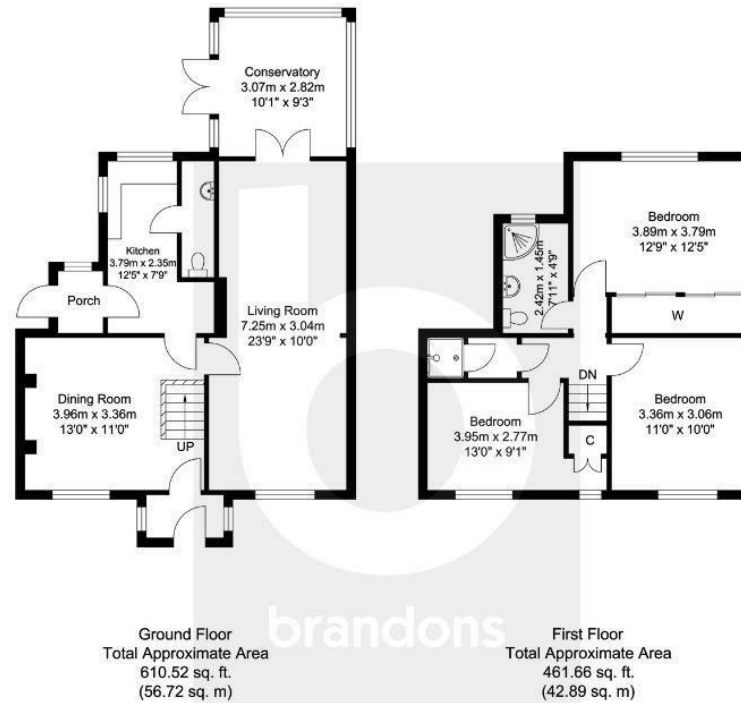 Conservatory
3.07m x 2.82m
10'1" x 9'3"
Kitchen
3.79m x 2.35m
12'5" x 7'9"
Porch
Living Room
7.25m x 3.04m
23'9" x 10'0"
Dining Room
3.96m x 3.36m
13'0" x 11'0"
UP
Bedroom
3.89m x 3.79m
12'9" x 12'5"
2.42m x 1.45m
7'11" x 4'9"
W
DN
Bedroom
3.36m x 3.06m
11'0" x 10'0"
Bedroom
3.95m x 2.77m
13'0" x 9'1"
C
brandons
Ground Floor
Total Approximate Area
610.52 sq. ft.
(56.72 sq. m)
First Floor
Total Approximate Area
461.66 sq. ft.
(42.89 sq. m)